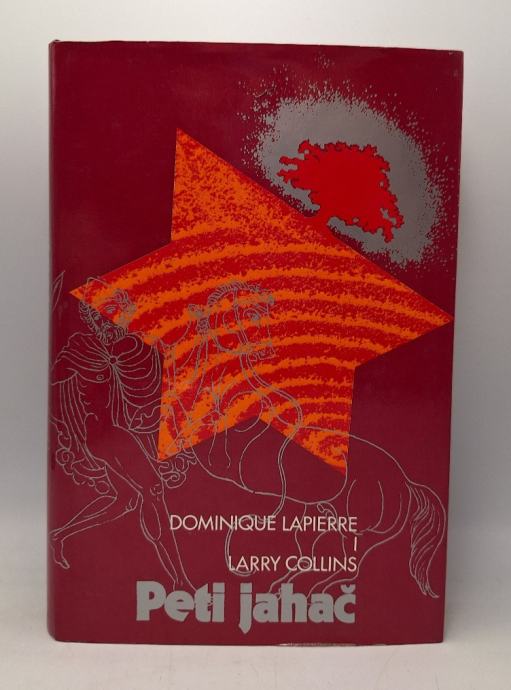 DOMINIQUE LAPIERRE
I
LARRY COLLINS
Peti jahač